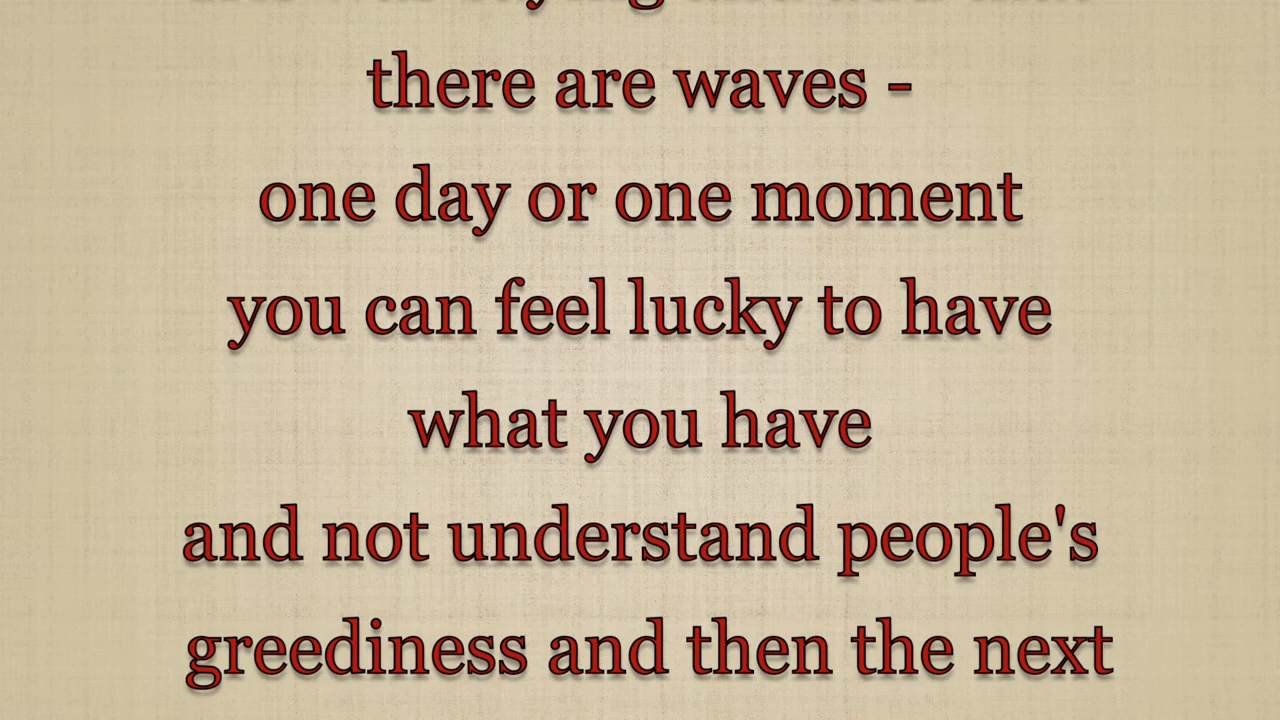 there are waves -
one day or one moment
you can feel lucky to have
what you have
and not understand people's
greediness and then the next